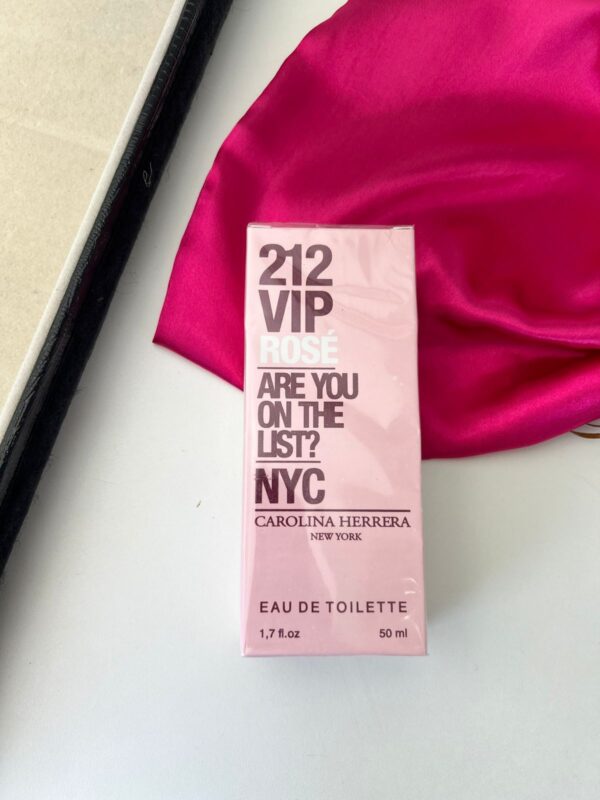 212
VIP
ROSÉ
ARE YOU
ON THE
LIST?
NYC
CAROLINA HERRERA
NEW YORK
EAU DE TOILETTE
1,7 fl.oz 50 ml